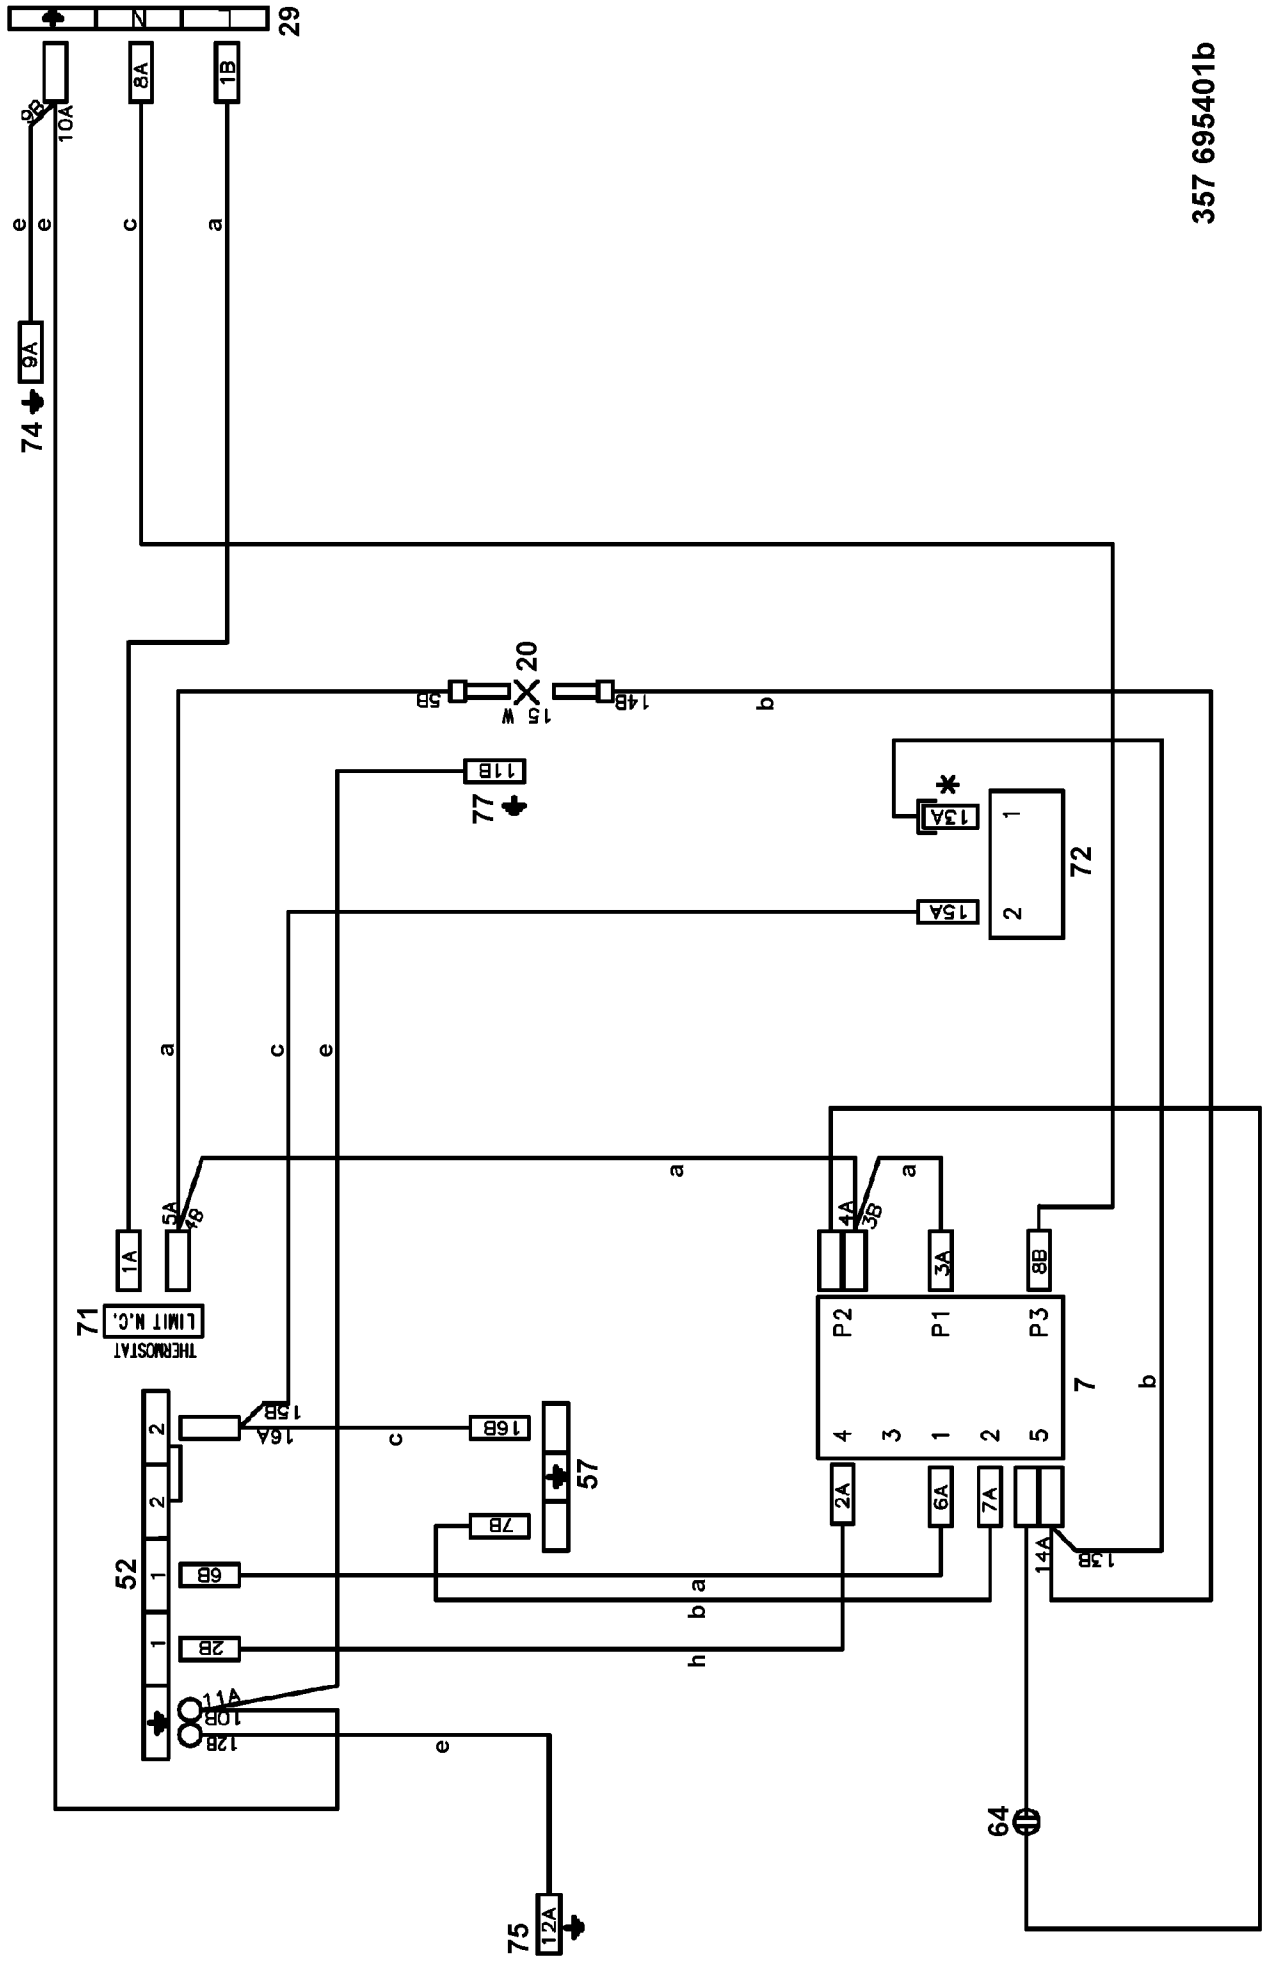 N
L
29
9B
10A
8A
1B
e
e
c
a
9A
74
357 695401b
5B
20
15 W
14B
b
11B
77
13A
*
1
2
72
15A
a
c
e
5A
4B
1A
71
LIMIT N.C.
THERMOSTAT
a
a
4A
3B
3A
8B
P2
P1
P3
4
3
1
2
5
7
b
2
2
1
1
52
15B
16A
c
16B
57
7B
6B
2B
2A
6A
7A
14A
13B
a
b
h
11A
10B
12B
e
64
75
12A